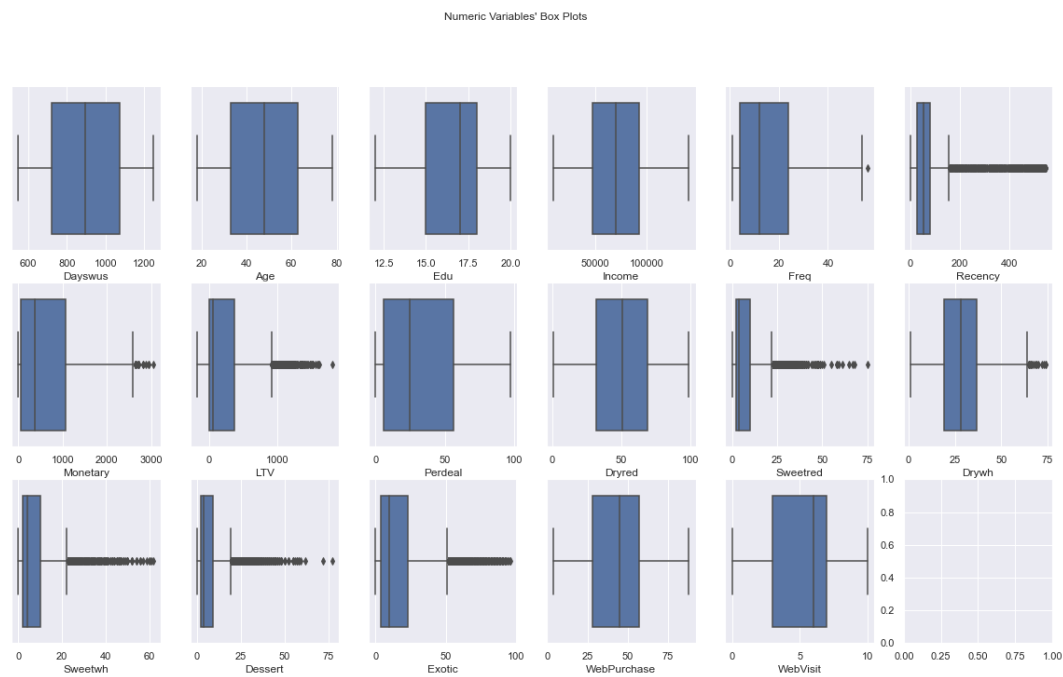 Numeric Variables' Box Plots
600 800 1000 1200
Dayswus
20 40 60 80
Age
12.5 15.0 17.5 20.0
Edu
50000 100000
Income
0 20 40
Freq
0 200 400
Recency
0 1000 2000 3000
Monetary
0 1000
LTV
0 50 100
Perdeal
0 50 100
Dryred
0 25 50 75
Sweetred
0 25 50 75
Drywh
0 20 40 60
Sweetwh
0 25 50 75
Dessert
0 50 100
Exotic
0 25 50 75
WebPurchase
0 5 10
WebVisit
1.0
0.8
0.6
0.4
0.2
0.0
0.00 0.25 0.50 0.75 1.00